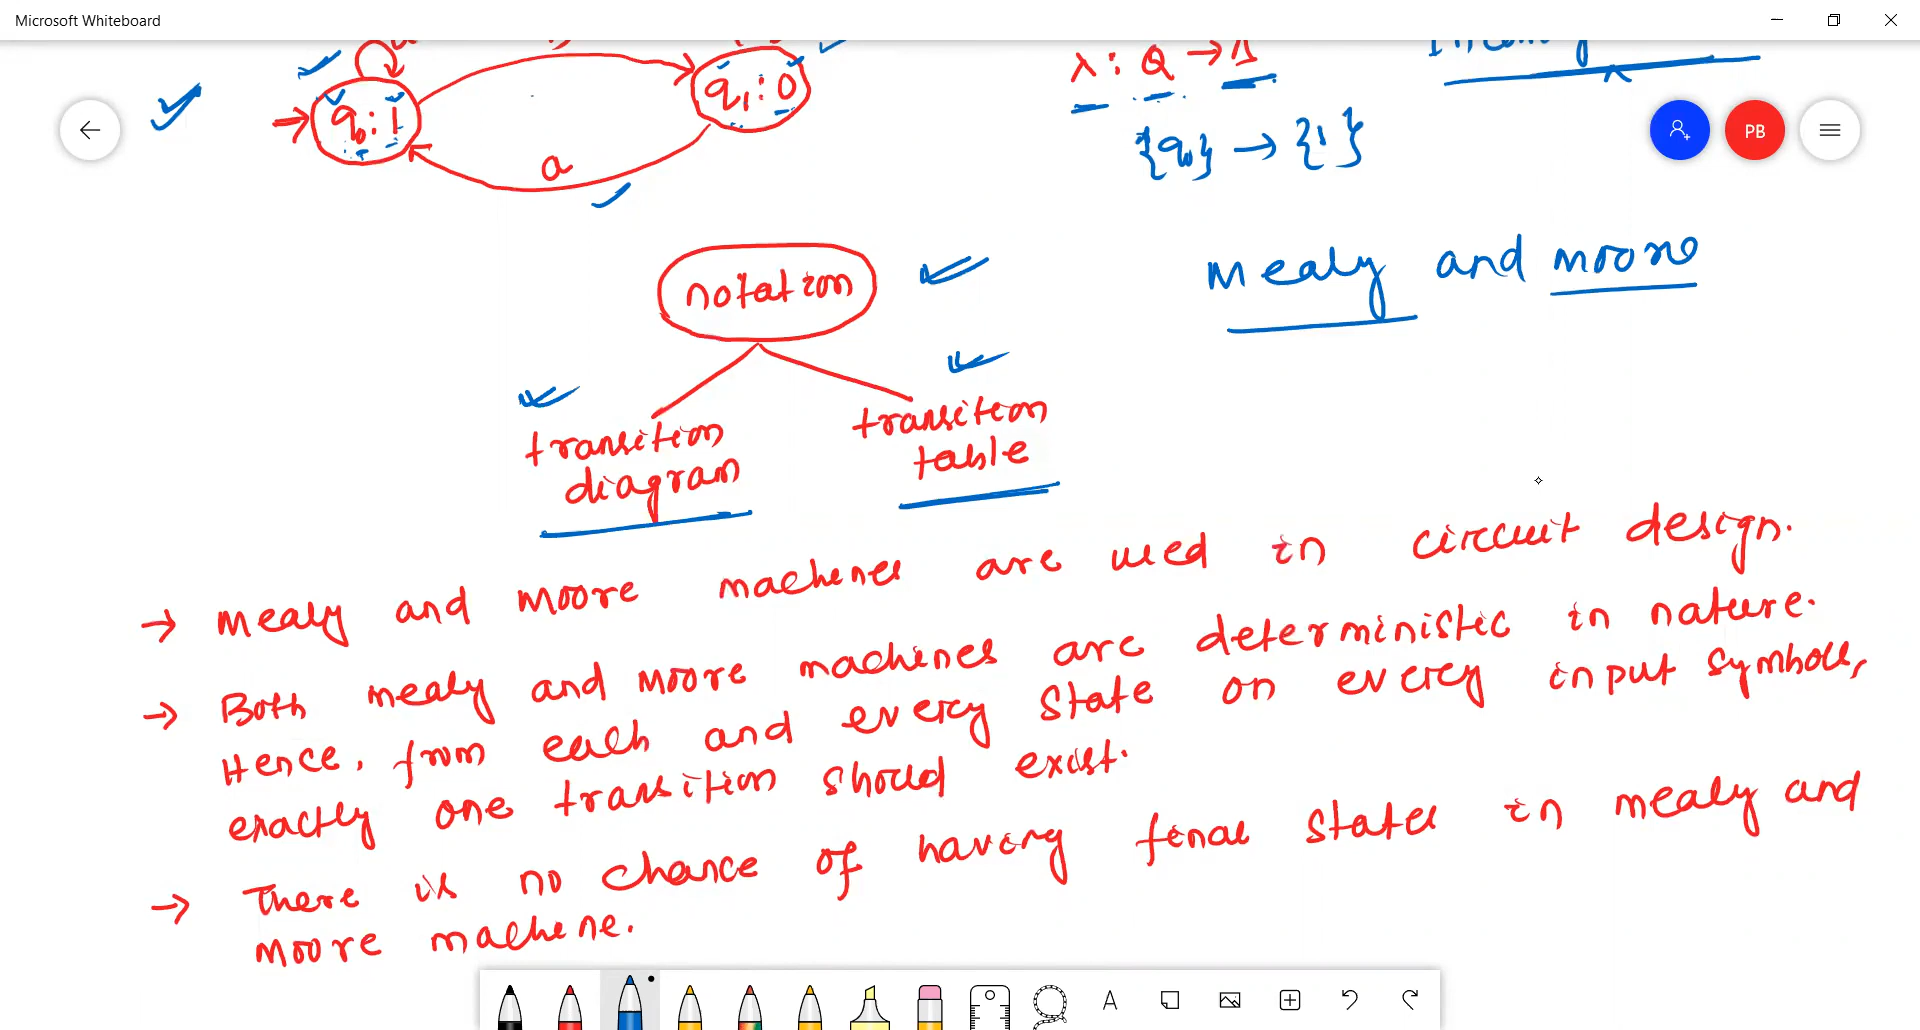 Microsoft Whiteboard
λ : Q →
q₀ : 1
q₁ : 0
PB
{q₀} → {1}
a
notation
mealy and moore
transition
diagram
transition
table
→ mealy and moore machines are used in circuit design.
→ Both mealy and moore machines are deterministic in nature.
Hence, from each and every state on every input symbols,
exactly one transition should exist.
→ There is no chance of having final states in mealy and
moore machine.
A